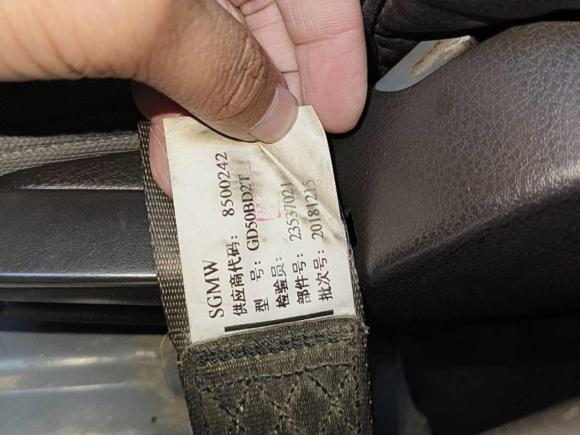 SGMW
供应商代码: 8500242
型 号: GD50BD2T
检验员:
部件号: 23537021
批次号: 20181215